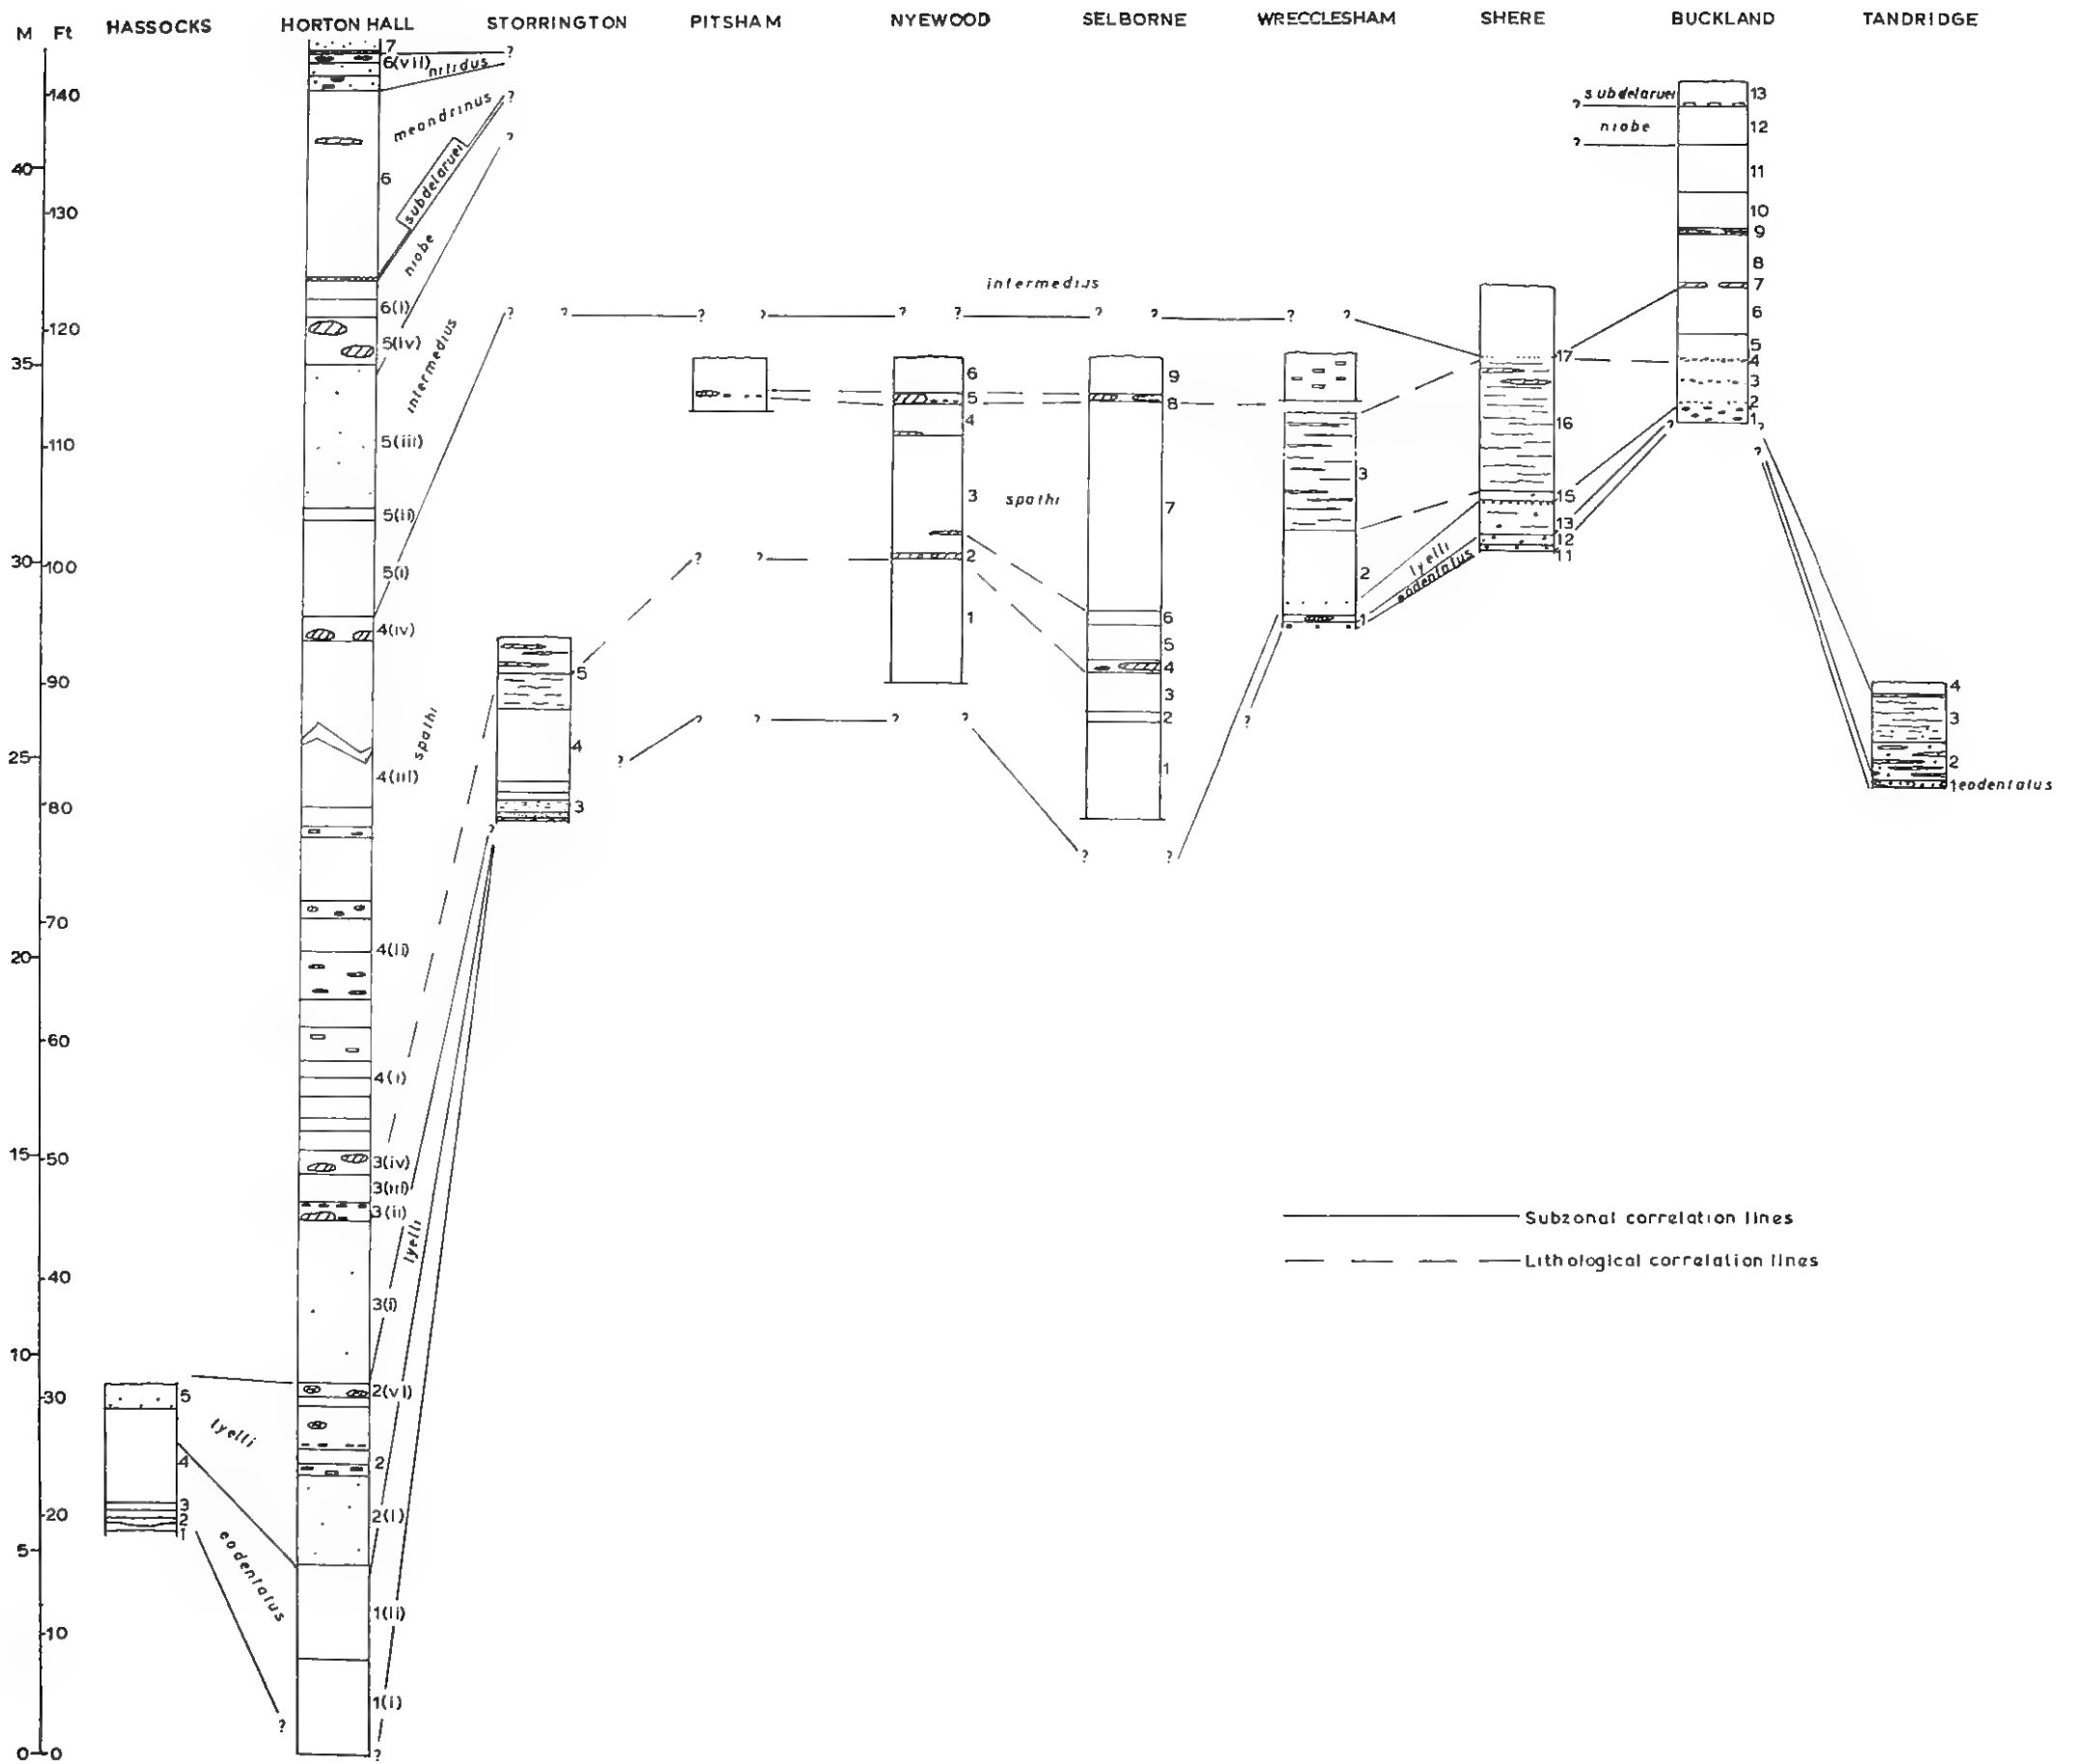 M Ft HASSOCKS HORTON HALL STORRINGTON PITSHAM NYEWOOD SELBORNE WRECCLESHAM SHERE BUCKLAND TANDRIDGE
140
40
130
120
35
110
30
100
90
25
80
70
20
60
15
50
40
10
30
20
5
10
0 0
5
4
3
2
1
lyelli
eodentatus
?
7
6(vii)
6
6(i)
5(iv)
5(iii)
5(ii)
5(i)
4(iv)
4(iii)
4(ii)
4(i)
3(iv)
3(iii)
3(ii)
3(i)
2(vi)
2
2(i)
1(ii)
1(i)
?
nitidus
meandrinus
subdelaruei
niobe
intermedius
spathi
lyelli
?
?
?
?
5
4
3
?
?
? ? ? ? ? ? ? ? ?
intermedius
? ?
? ? ? ?
6
5
4
3
2
1
spathi
9
8
7
6
5
4
3
2
1
? ?
?
3
2
1
lyelli
eodentatus
17
16
15
13
12
11
subdelaruei
?
niobe
?
13
12
11
10
9
8
7
6
5
4
3
2
1
? ?
?
4
3
2
1 eodentatus
Subzonal correlation lines
Lithological correlation lines